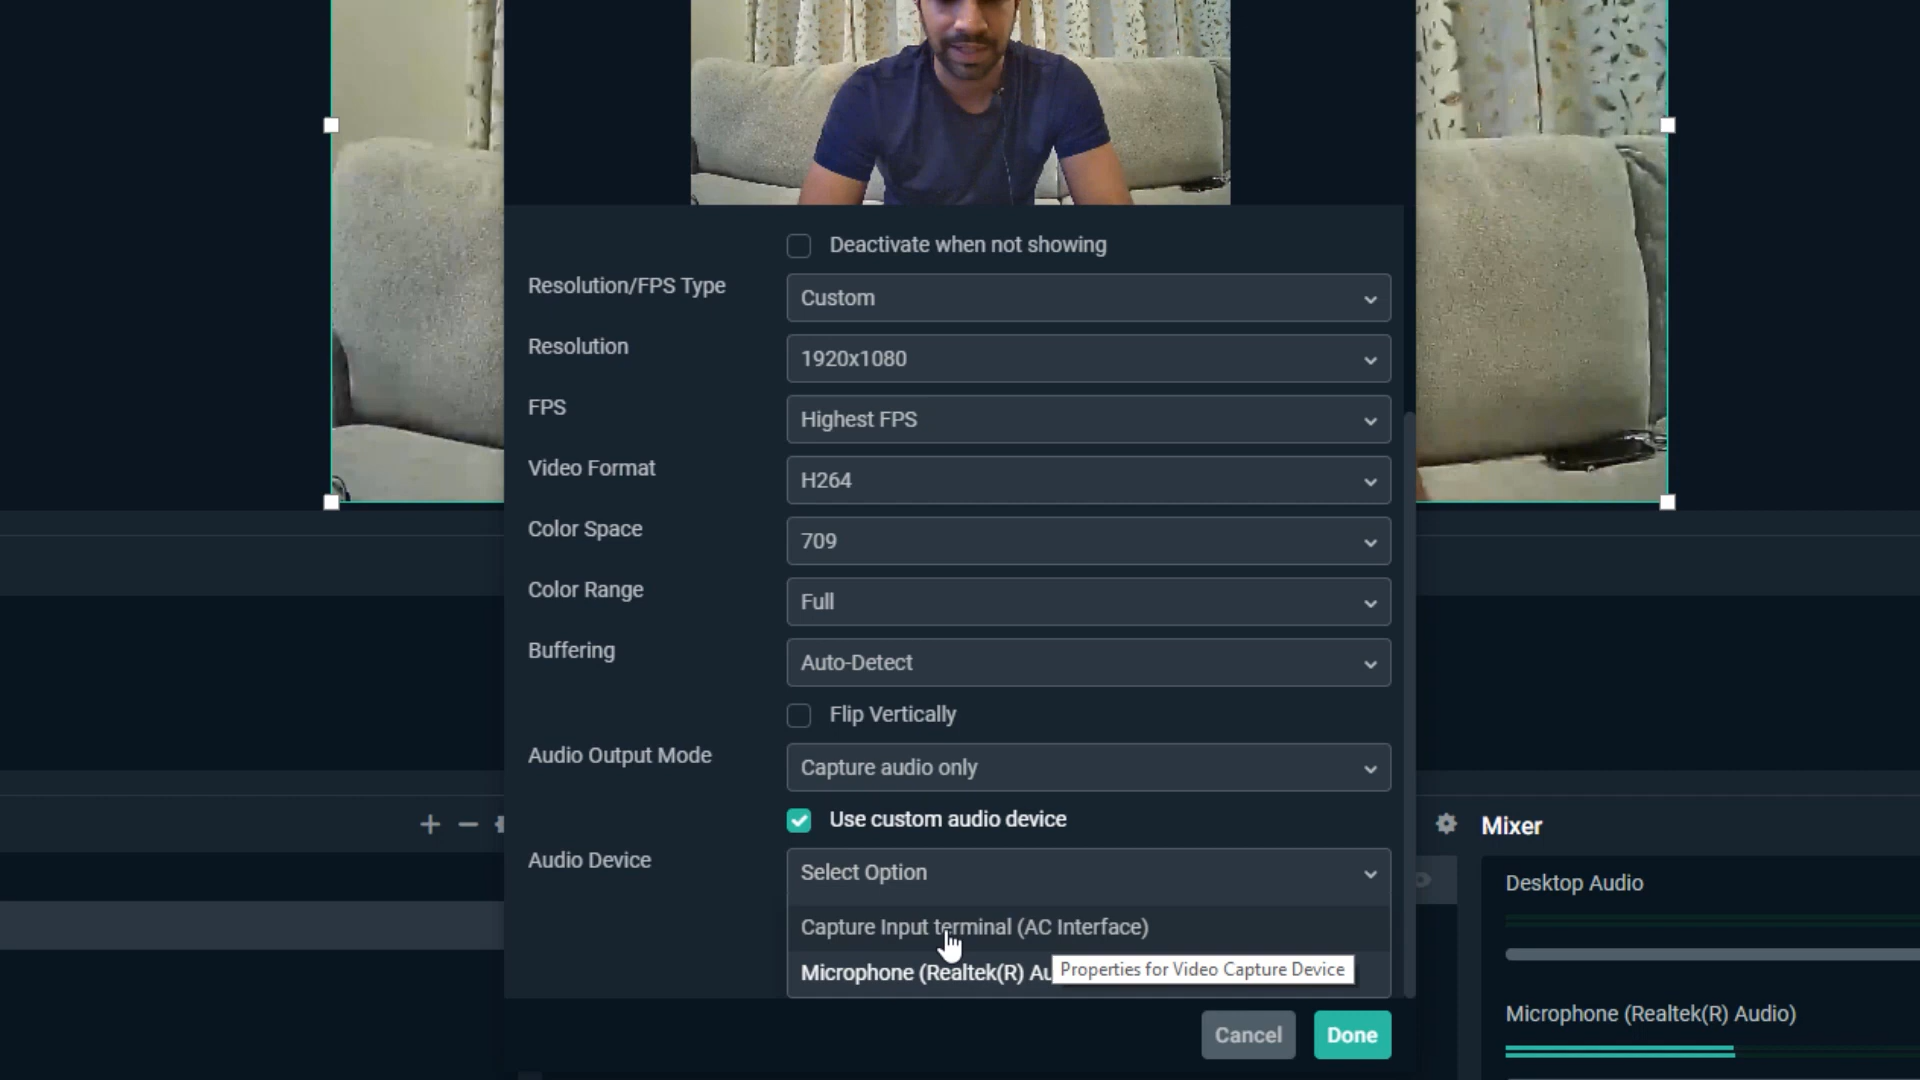 Deactivate when not showing
Resolution/FPS Type
Custom
Resolution
1920x1080
FPS
Highest FPS
Video Format
H264
Color Space
709
Color Range
Full
Buffering
Auto-Detect
Flip Vertically
Audio Output Mode
Capture audio only
Use custom audio device
Audio Device
Select Option
Capture Input terminal (AC Interface)
Microphone (Realtek(R)
Properties for Video Capture Device
Cancel
Done
Mixer
Desktop Audio
Microphone (Realtek(R) Audio)